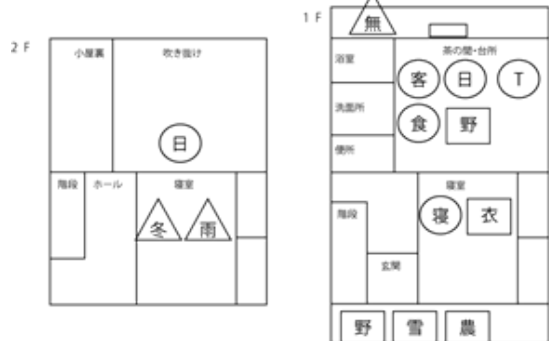 2F
小屋裏
吹き抜け
日
階段
ホール
寝室
冬
雨
1F
無
浴室
茶の間・台所
客
日
T
洗面所
食
野
便所
寝室
階段
寝
衣
玄関
野
雪
農